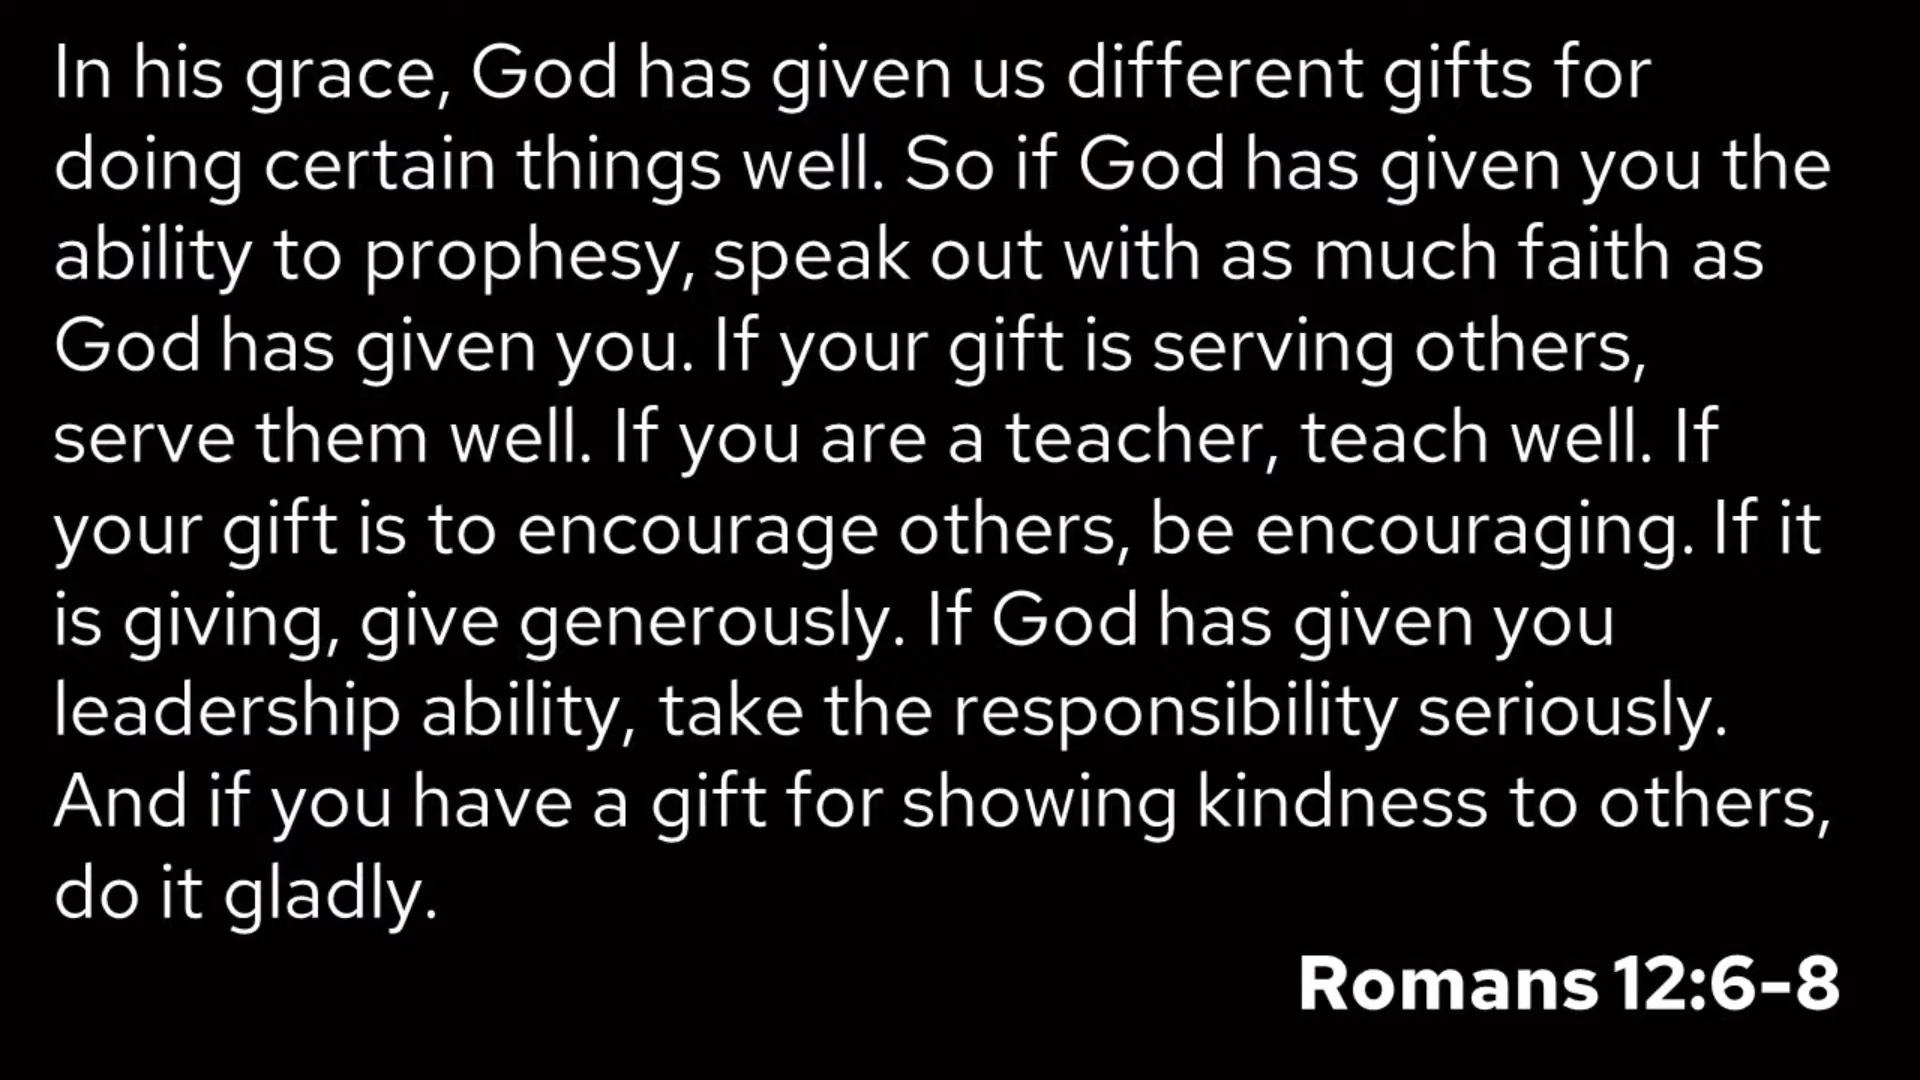 In his grace, God has given us different gifts for
doing certain things well. So if God has given you the
ability to prophesy, speak out with as much faith as
God has given you. If your gift is serving others,
serve them well. If you are a teacher, teach well. If
your gift is to encourage others, be encouraging. If it
is giving, give generously. If God has given you
leadership ability, take the responsibility seriously.
And if you have a gift for showing kindness to others,
do it gladly.
Romans 12:6-8